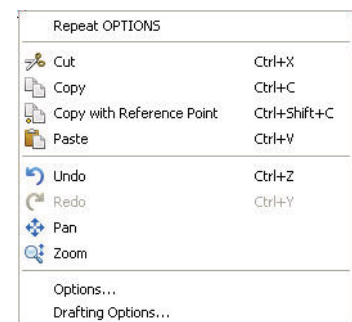 Repeat OPTIONS
Cut Ctrl+X
Copy Ctrl+C
Copy with Reference Point Ctrl+Shift+C
Paste Ctrl+V
Undo Ctrl+Z
Redo Ctrl+Y
Pan
Zoom
Options...
Drafting Options...